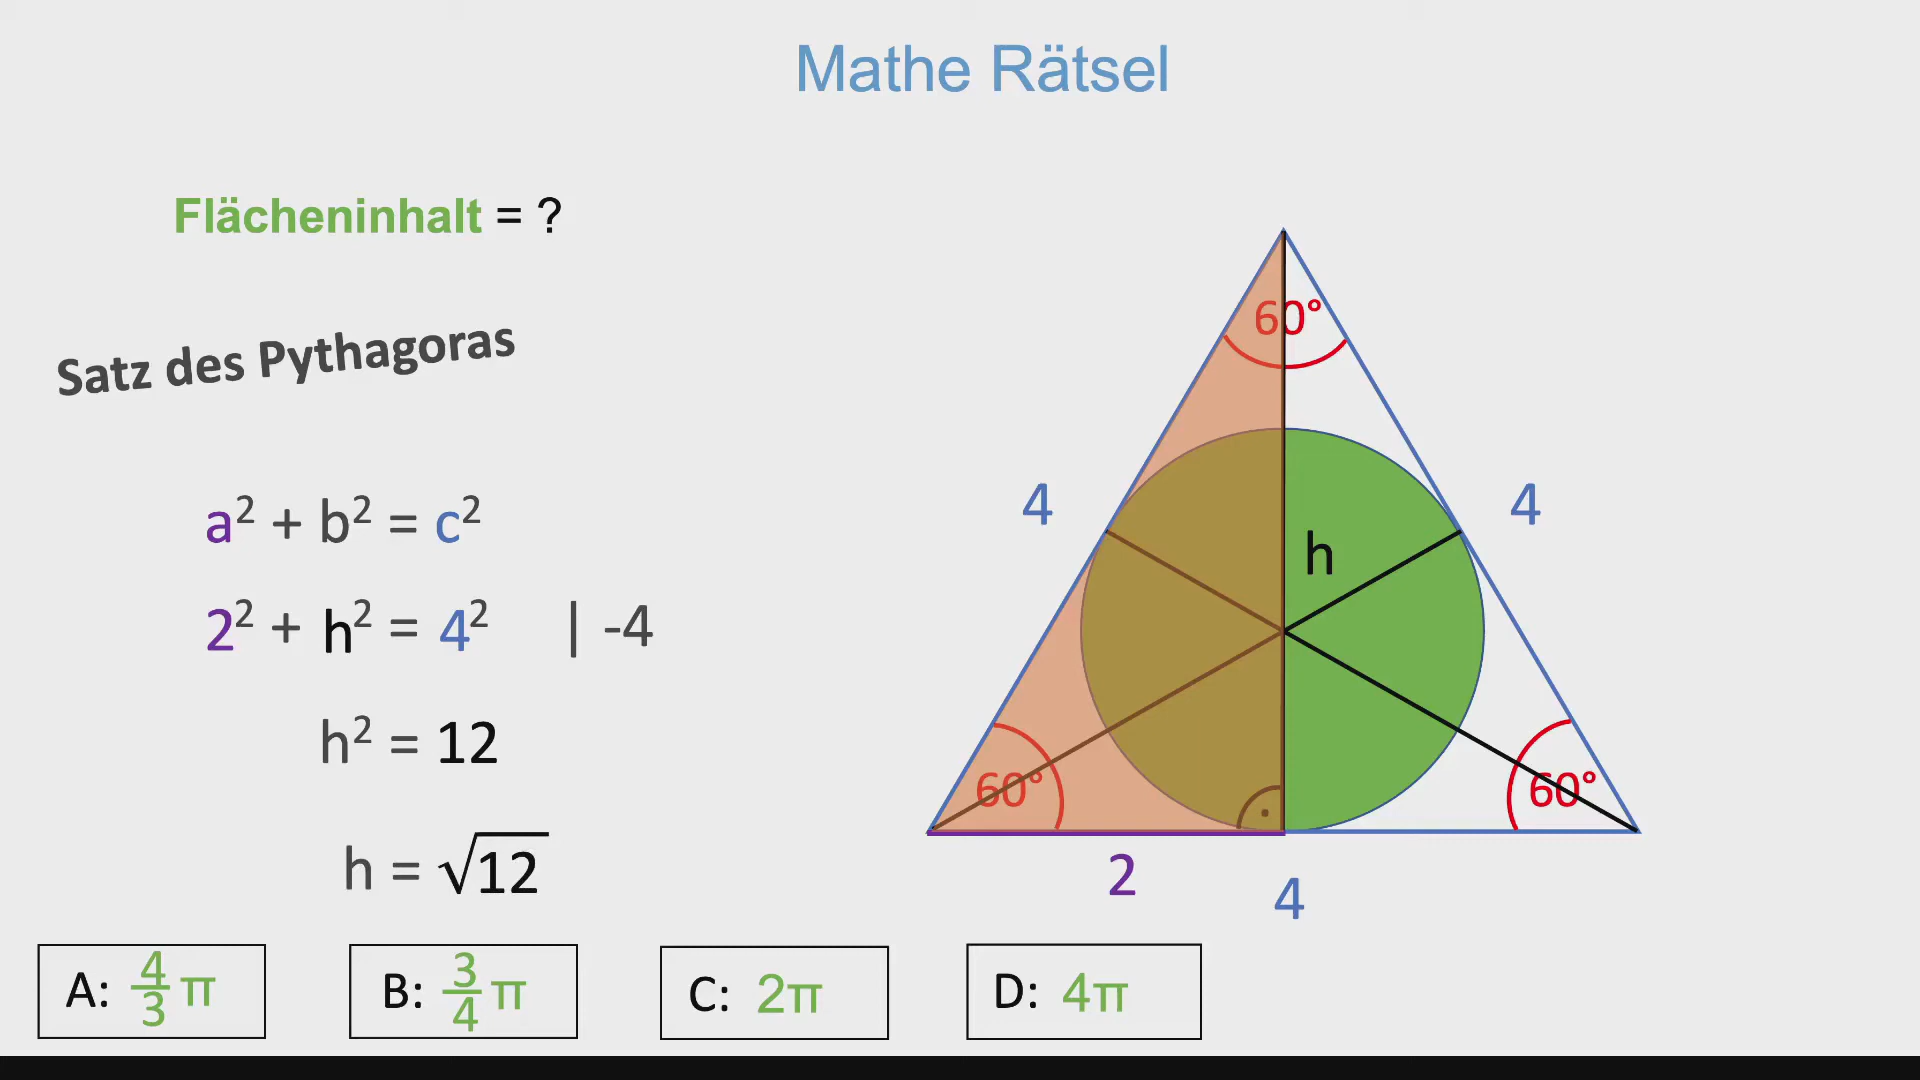 Mathe Rätsel
Flächeninhalt = ?
Satz des Pythagoras
a² + b² = c²
2² + h² = 4² | -4
h² = 12
h = √12
60°
4
4
h
60°
60°
2
4
A: 4/3 π
B: 3/4 π
C: 2π
D: 4π